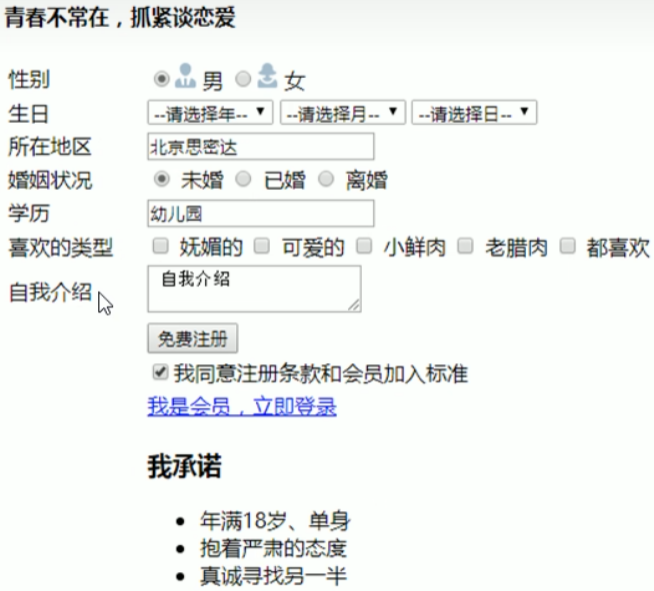 青春不常在，抓紧谈恋爱
性别 男 女
生日 --请选择年-- --请选择月-- --请选择日--
所在地区 北京思密达
婚姻状况 未婚 已婚 离婚
学历 幼儿园
喜欢的类型 妩媚的 可爱的 小鲜肉 老腊肉 都喜欢
自我介绍 自我介绍
免费注册
我同意注册条款和会员加入标准
我是会员，立即登录
我承诺
年满18岁、单身
抱着严肃的态度
真诚寻找另一半